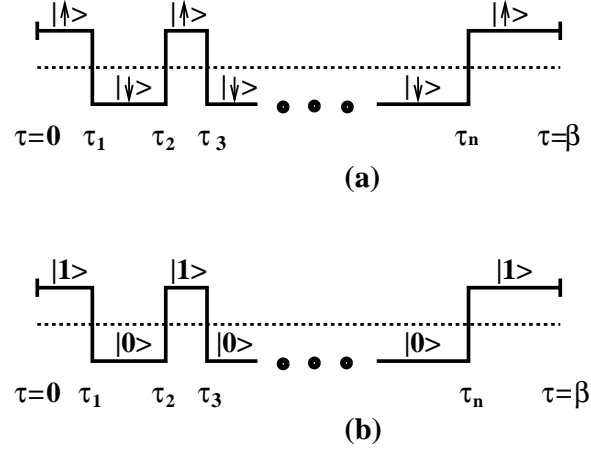 |↑> |↑> |↑>
|↓> |↓> |↓>
τ=0 τ₁ τ₂ τ₃ τₙ τ=β
(a)
|1> |1> |1>
|0> |0> |0>
τ=0 τ₁ τ₂ τ₃ τₙ τ=β
(b)